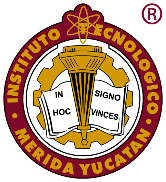 ®
INSTITUTO TECNOLOGICO
IN
HOC
SIGNO
VINCES.
• MERIDA YUCATAN •